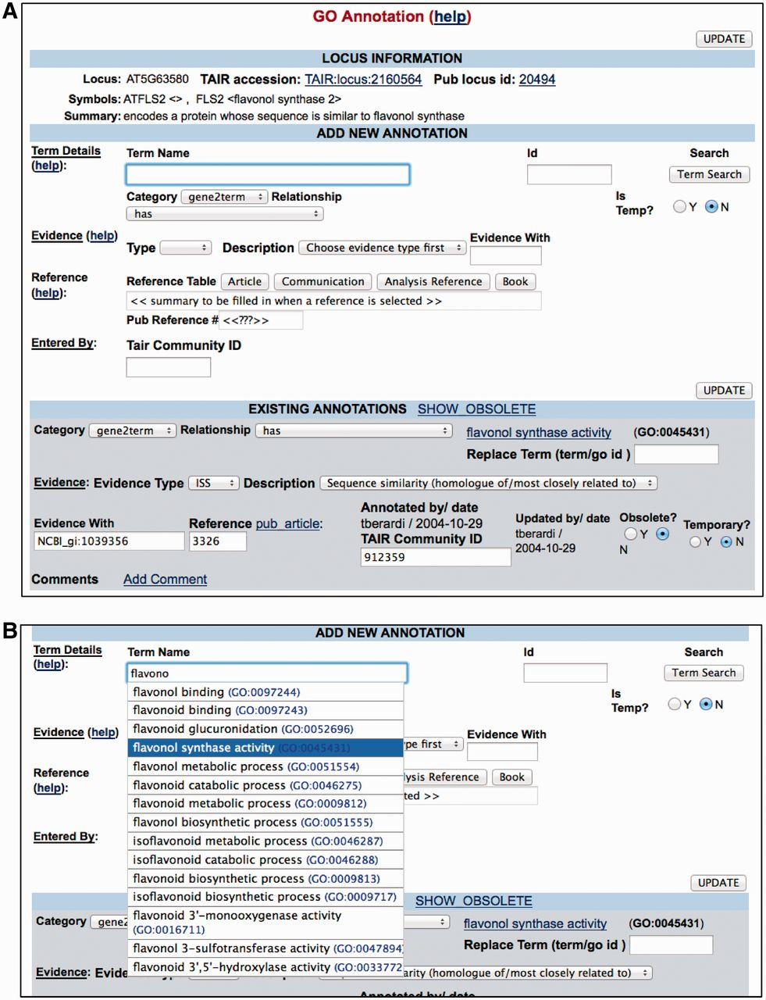 A
GO Annotation (help)
UPDATE
LOCUS INFORMATION
Locus: AT5G63580 TAIR accession: TAIR:locus:2160564 Pub locus id: 20494
Symbols: ATFLS2 <> , FLS2 <flavonol synthase 2>
Summary: encodes a protein whose sequence is similar to flavonol synthase
ADD NEW ANNOTATION
Term Details (help): Term Name Id Search
Term Search
Category gene2term Relationship Is Temp? Y N
has
Evidence (help) Type Description Choose evidence type first Evidence With
Reference (help): Reference Table Article Communication Analysis Reference Book
<< summary to be filled in when a reference is selected >>
Pub Reference # <<???>>
Entered By: Tair Community ID
UPDATE
EXISTING ANNOTATIONS SHOW OBSOLETE
Category gene2term Relationship has flavonol synthase activity (GO:0045431)
Replace Term (term/go id )
Evidence: Evidence Type ISS Description Sequence similarity (homologue of/most closely related to)
Evidence With Reference pub_article: Annotated by/ date Updated by/ date Obsolete? Temporary?
NCBI_gi:1039356 3326 tberardi / 2004-10-29 tberardi / 2004-10-29 Y N Y N
TAIR Community ID
912359
Comments Add Comment
B
ADD NEW ANNOTATION
Term Details (help): Term Name Id Search
flavono Term Search
Is Temp? Y N
flavonol binding (GO:0097244)
flavonoid binding (GO:0097243)
flavonoid glucuronidation (GO:0052696)
flavonol synthase activity (GO:0045431)
flavonol metabolic process (GO:0051554)
flavonoid catabolic process (GO:0046275)
flavonoid metabolic process (GO:0009812)
flavonol biosynthetic process (GO:0051555)
isoflavonoid metabolic process (GO:0046287)
isoflavonoid catabolic process (GO:0046288)
flavonoid biosynthetic process (GO:0009813)
isoflavonoid biosynthetic process (GO:0009717)
flavonoid 3'-monooxygenase activity
(GO:0016711)
flavonol 3-sulfotransferase activity (GO:0047894)
flavonoid 3',5'-hydroxylase activity (GO:0033772
Evidence (help) pe first Evidence With
Reference (help): lysis Reference Book
ted >>
Entered By:
UPDATE
SHOW OBSOLETE
Category gene2 flavonol synthase activity (GO:0045431)
Replace Term (term/go id )
Evidence: Evide arity (homologue of/most closely related to)
Annotated by/ date